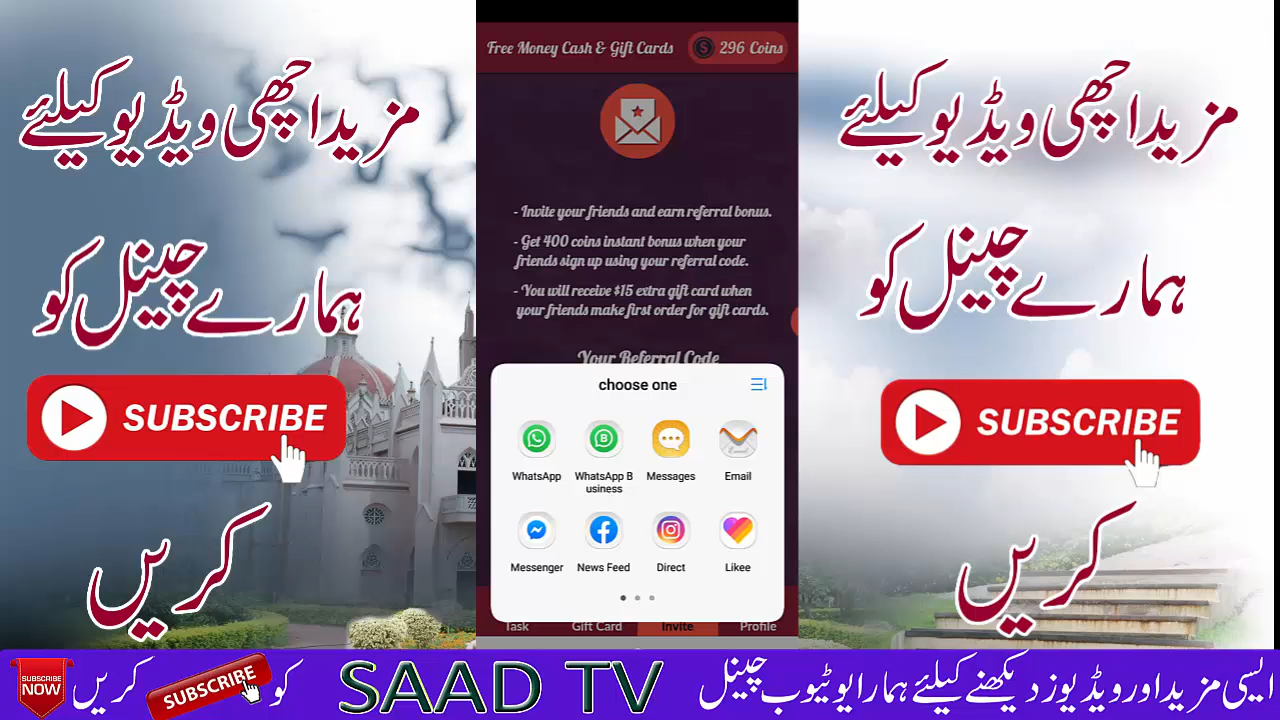 مزید اچھی ویڈیو کیلئے
ہمارے چینل کو
SUBSCRIBE
کریں
Free Money Cash & Gift Cards
296 Coins
- Invite your friends and earn referral bonus.
- Get 400 coins instant bonus when your
friends sign up using your referral code.
- You will receive $15 extra gift card when
your friends make first order for gift cards.
Your Referral Code
choose one
WhatsApp
WhatsApp B
usiness
Messages
Email
Messenger
News Feed
Direct
Likee
Task
Gift Card
Invite
Profile
مزید اچھی ویڈیو کیلئے
ہمارے چینل کو
SUBSCRIBE
کریں
ایسی مزید اور ویڈیوز دیکھنے کیلئے ہمارا یوٹیوب چینل SAAD TV کو SUBSCRIBE کریں
SUBSCRIBE
NOW